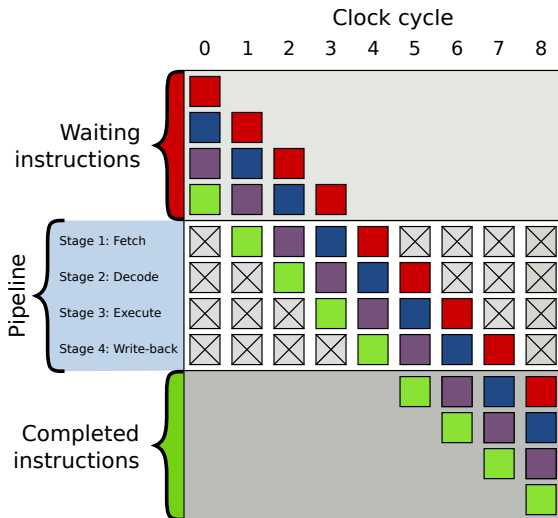 Clock cycle
0 1 2 3 4 5 6 7 8
Waiting
instructions
Pipeline
Stage 1: Fetch
Stage 2: Decode
Stage 3: Execute
Stage 4: Write-back
Completed
instructions